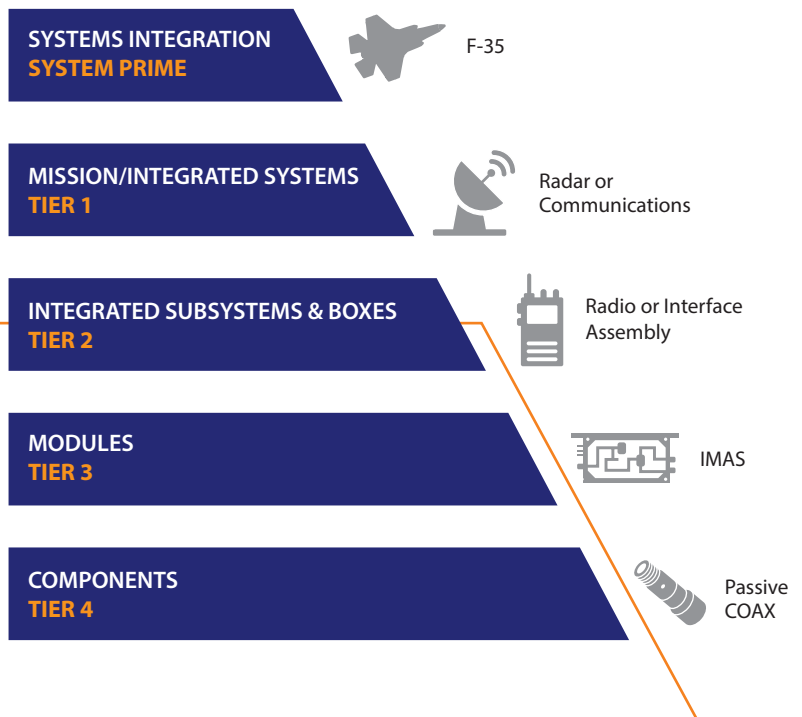 SYSTEMS INTEGRATION
SYSTEM PRIME
F-35
MISSION/INTEGRATED SYSTEMS
TIER 1
Radar or
Communications
INTEGRATED SUBSYSTEMS & BOXES
TIER 2
Radio or Interface
Assembly
MODULES
TIER 3
IMAS
COMPONENTS
TIER 4
Passive
COAX